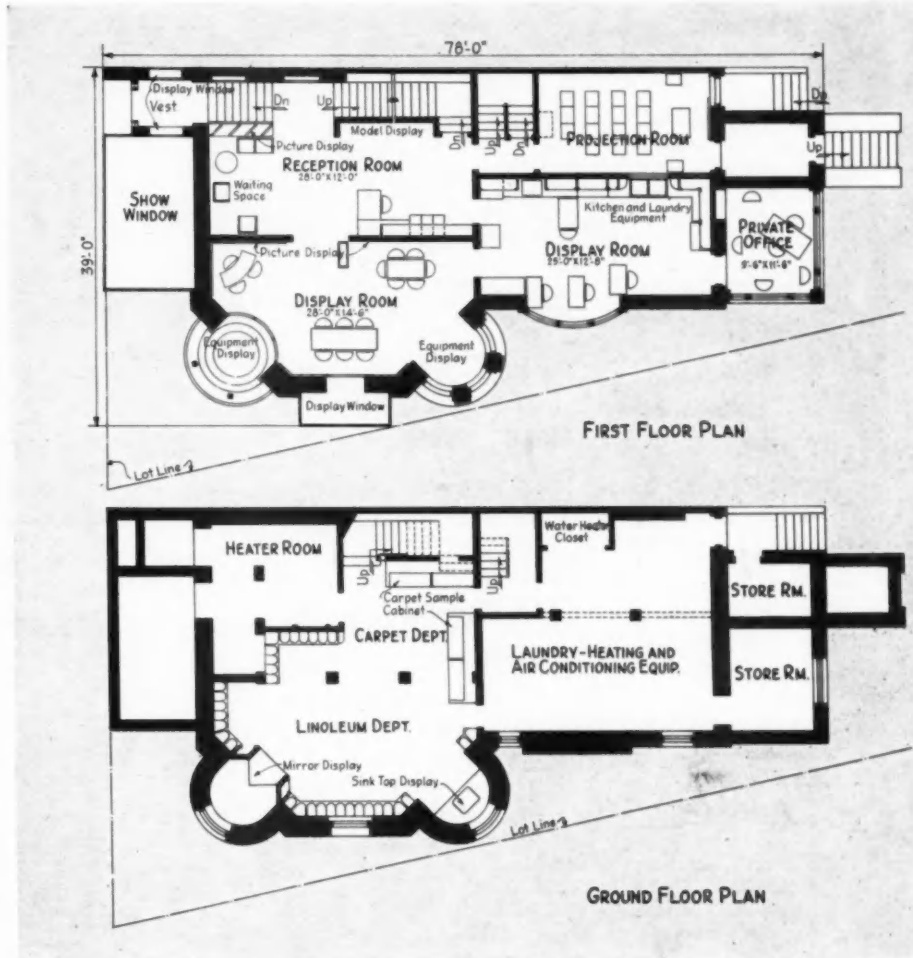 78'-0"
39'-0"
Display Window
Vest.
Dn
Up
Model Display
Picture Display
Dn
Up
Dn
PROJECTION ROOM
Dn
Up
RECEPTION ROOM
28'-0"X12'-0"
Waiting
Space
SHOW
WINDOW
Kitchen and Laundry
Equipment
PRIVATE
OFFICE
9'-6"X11'-8"
Picture Display
DISPLAY ROOM
25'-0"X12'-8"
DISPLAY ROOM
28'-0"X14'-6"
Equipment
Display
Equipment
Display
Display Window
FIRST FLOOR PLAN
Lot Line
HEATER ROOM
Water Heater
Closet
Up
Up
Carpet Sample
Cabinet
STORE RM.
CARPET DEPT.
LAUNDRY-HEATING AND
AIR CONDITIONING EQUIP.
STORE RM.
LINOLEUM DEPT.
Mirror Display
Sink Top Display
Lot Line
GROUND FLOOR PLAN